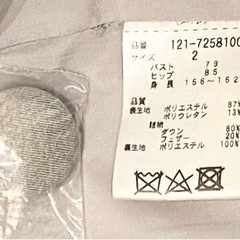 品番 121-7258100
サイズ 2
バスト 79
ヒップ 85
身長 156~162
品質
表生地 ポリエステル 87%
ポリウレタン 13%
詰物
ダウン 80%
フェザー 20%
裏生地 ポリエステル 100%